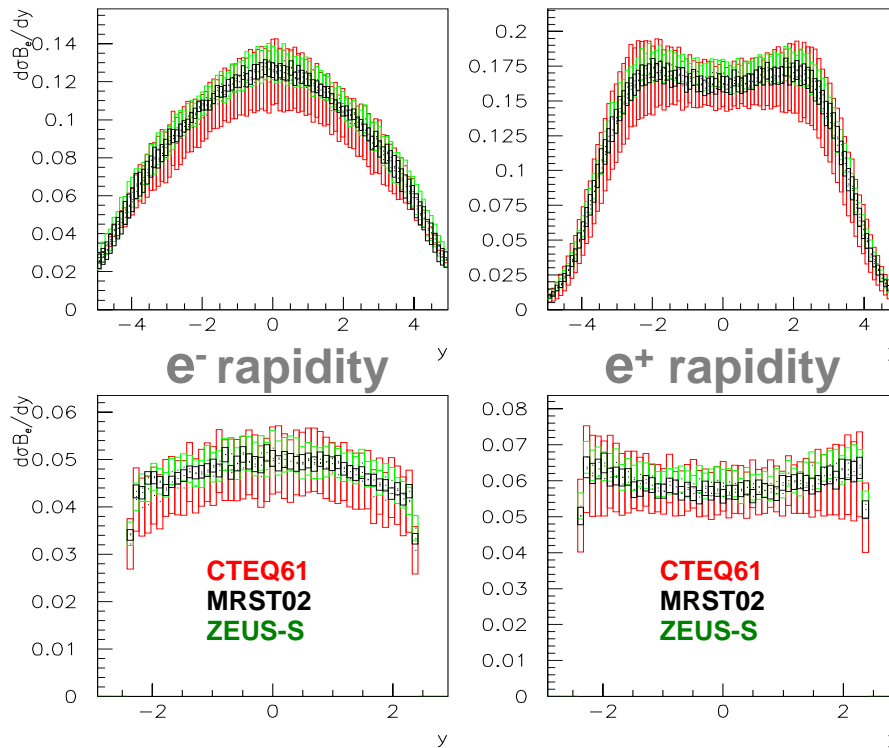 dσB_e/dy
0.14
0.12
0.1
0.08
0.06
0.04
0.02
0
−4 −2 0 2 4
y
0.2
0.175
0.15
0.125
0.1
0.075
0.05
0.025
0
−4 −2 0 2 4
e⁻ rapidity
e⁺ rapidity
dσB_e/dy
0.06
0.05
0.04
0.03
0.02
0.01
0
−2 0 2
y
CTEQ61
MRST02
ZEUS-S
0.08
0.07
0.06
0.05
0.04
0.03
0.02
0.01
0
−2 0 2
CTEQ61
MRST02
ZEUS-S